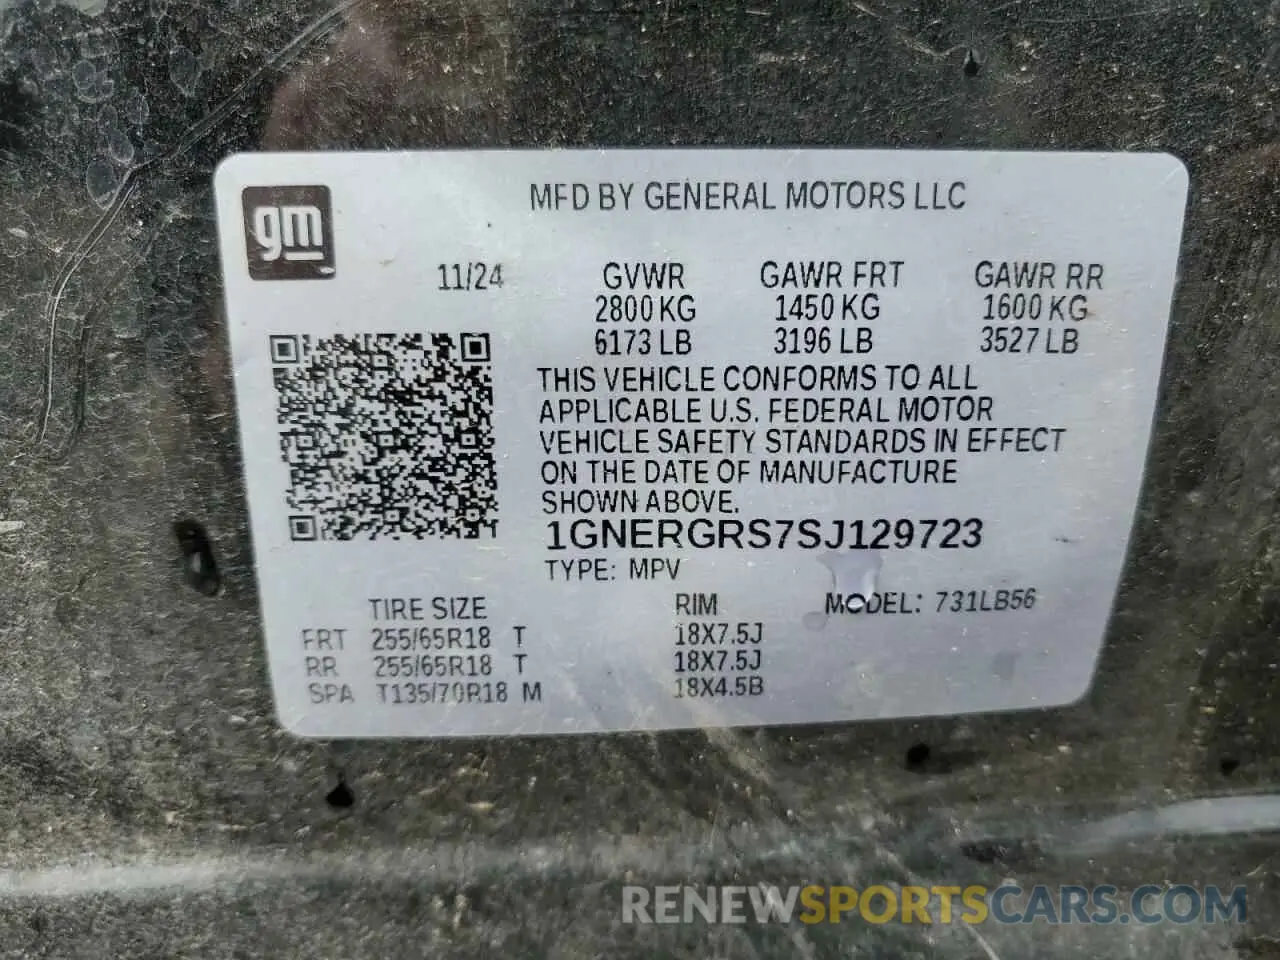 MFD BY GENERAL MOTORS LLC
gm
11/24 GVWR GAWR FRT GAWR RR
2800 KG 1450 KG 1600 KG
6173 LB 3196 LB 3527 LB
THIS VEHICLE CONFORMS TO ALL
APPLICABLE U.S. FEDERAL MOTOR
VEHICLE SAFETY STANDARDS IN EFFECT
ON THE DATE OF MANUFACTURE
SHOWN ABOVE.
1GNERGRS7SJ129723
TYPE: MPV
TIRE SIZE RIM MODEL: 731LB56
FRT 255/65R18 T 18X7.5J
RR 255/65R18 T 18X7.5J
SPA T135/70R18 M 18X4.5B
RENEWSPORTSCARS.COM